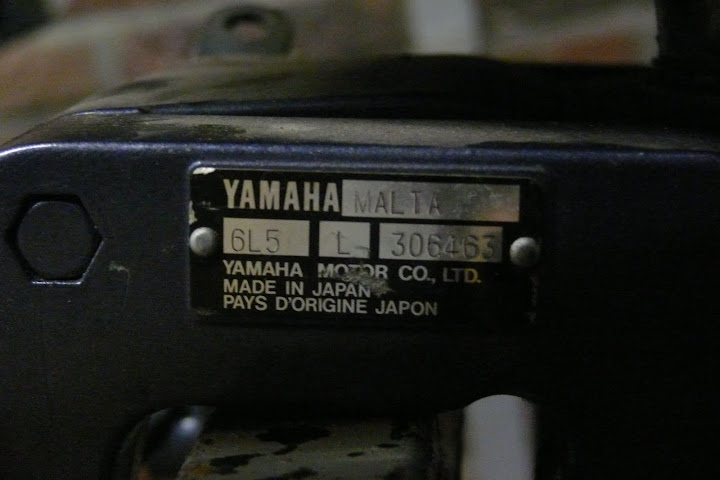 YAMAHA MALTA
6L5 L 306463
YAMAHA MOTOR CO., LTD.
MADE IN JAPAN
PAYS D'ORIGINE JAPON